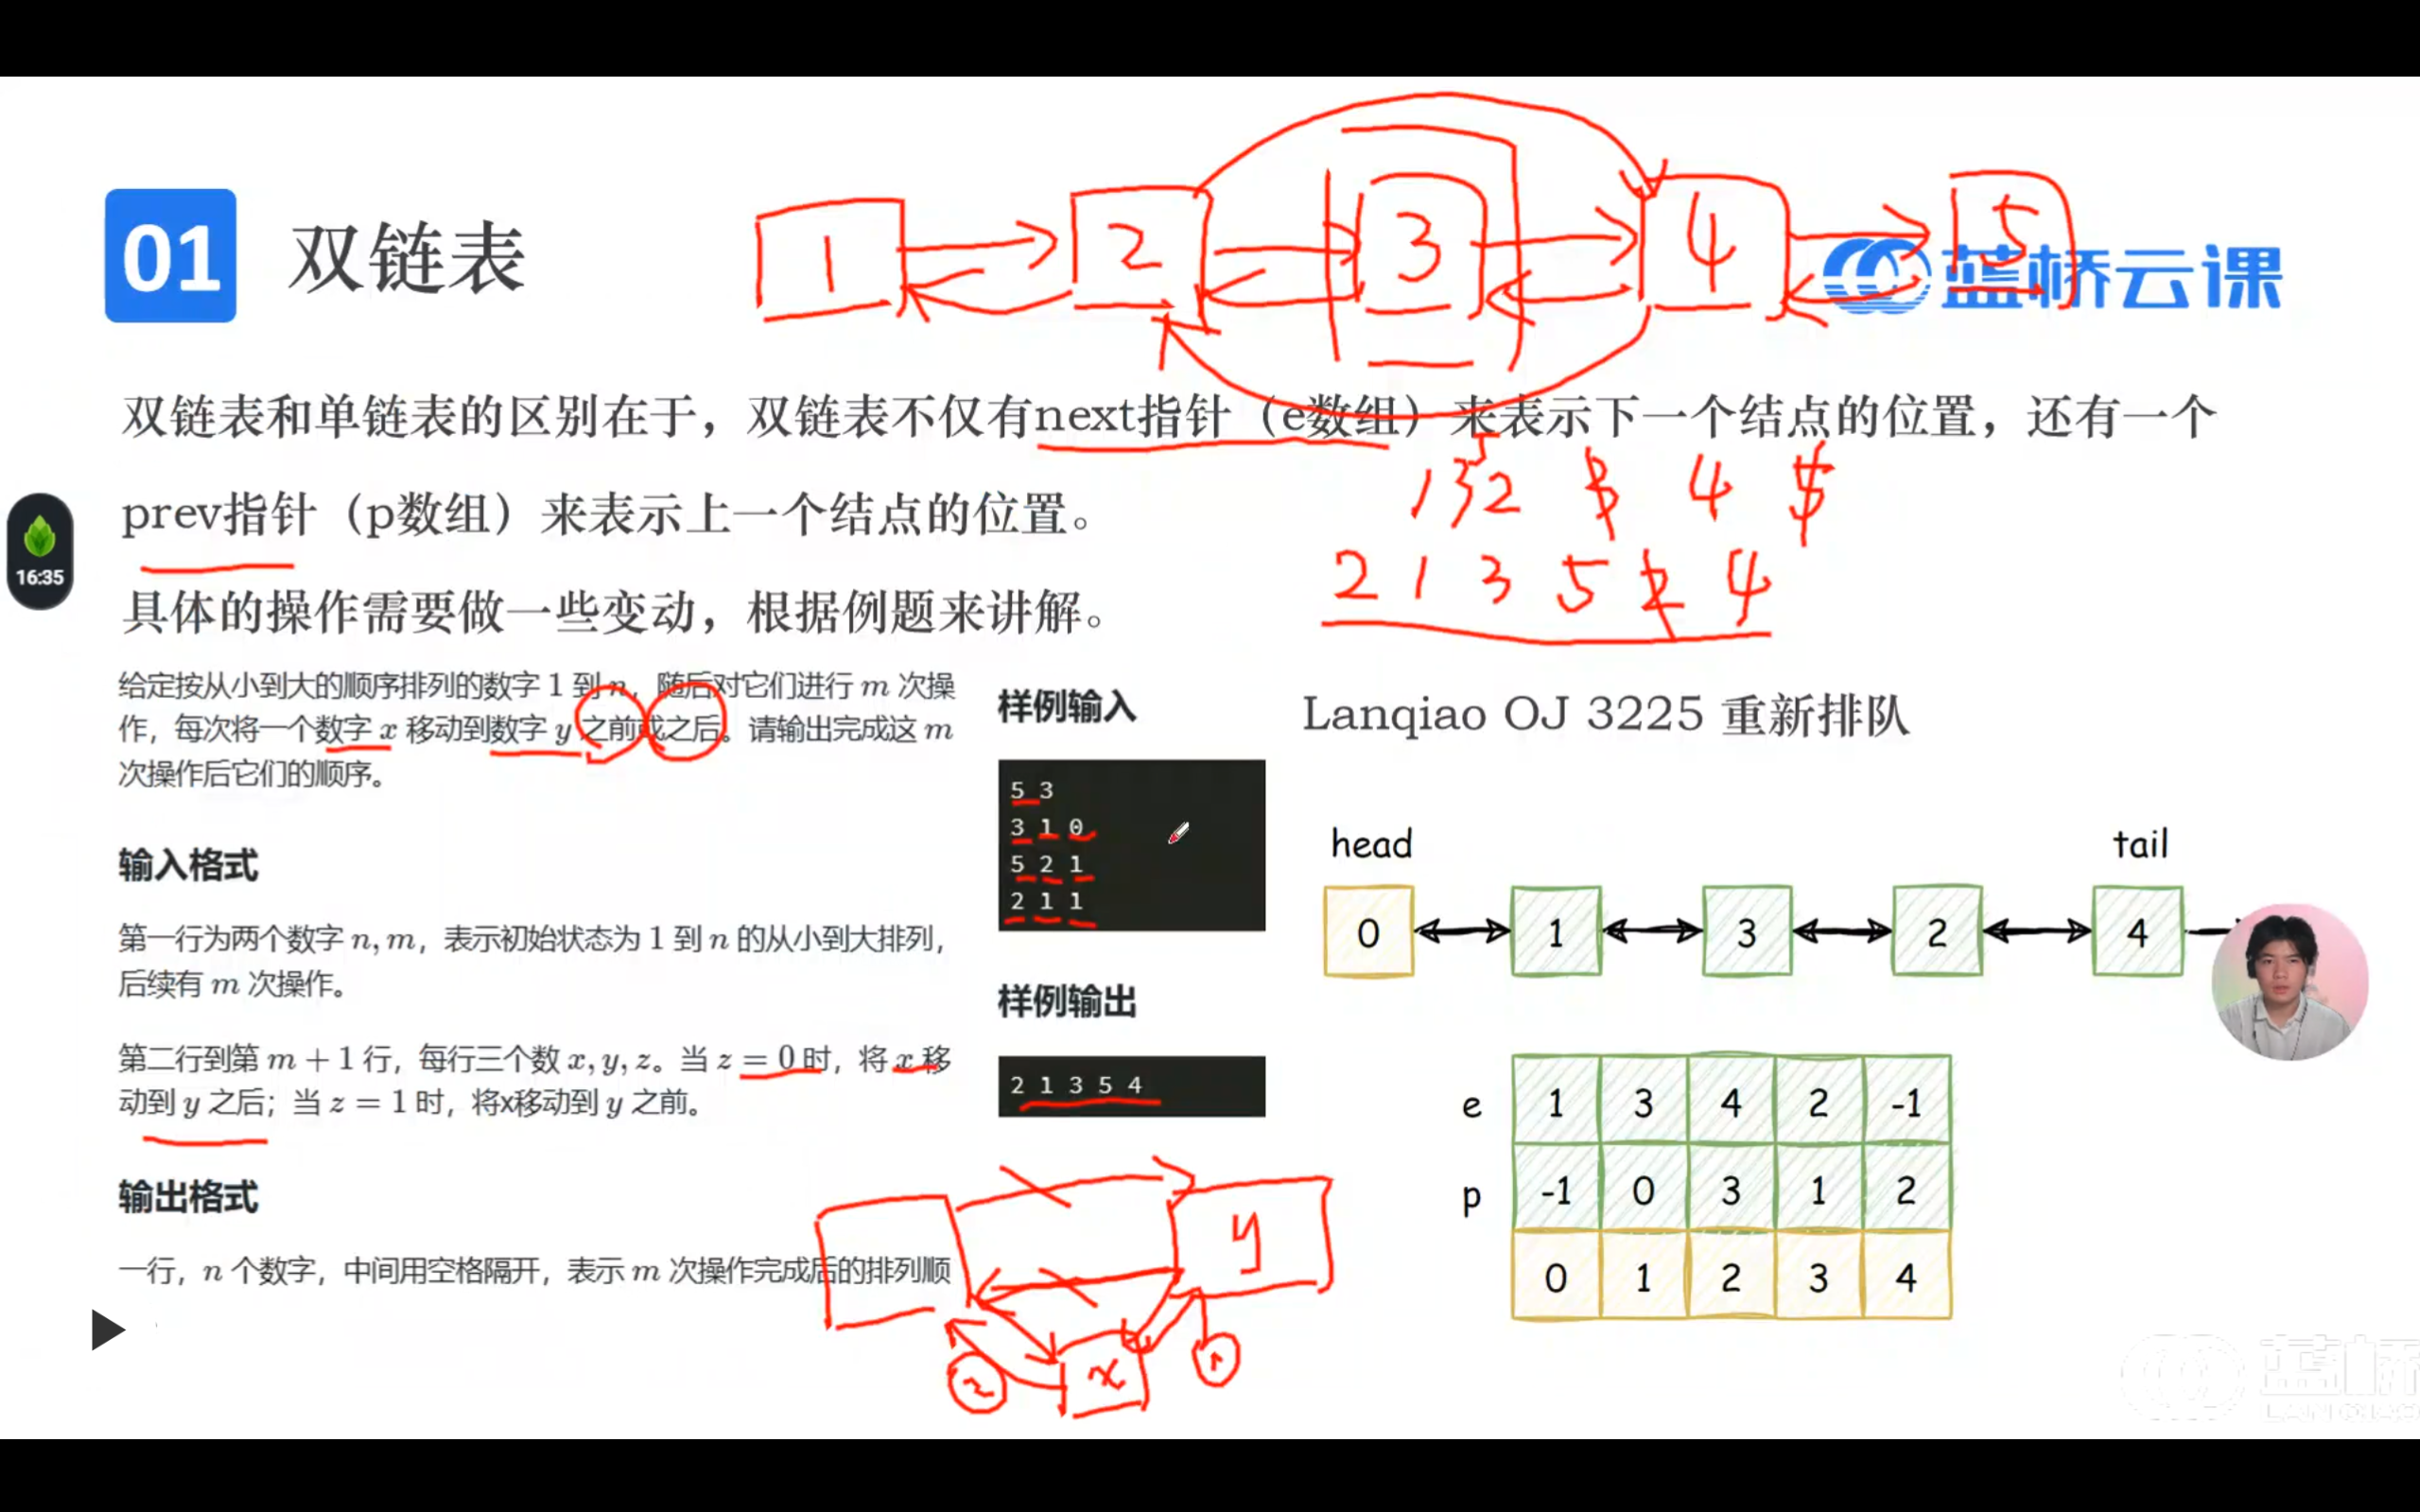 1 2 3 4 5
01 双链表
蓝桥云课
双链表和单链表的区别在于，双链表不仅有next指针（e数组）来表示下一个结点的位置，还有一个
prev指针（p数组）来表示上一个结点的位置。
具体的操作需要做一些变动，根据例题来讲解。
1 3 5 2 3 4 5
2 1 3 5 2 4
16:35
给定按从小到大的顺序排列的数字 1 到 n，随后对它们进行 m 次操
作，每次将一个数字 x 移动到数字 y 之前或之后。请输出完成这 m
次操作后它们的顺序。
输入格式
第一行为两个数字 n, m，表示初始状态为 1 到 n 的从小到大排列，
后续有 m 次操作。
第二行到第 m + 1 行，每行三个数 x, y, z。当 z = 0 时，将 x 移
动到 y 之后；当 z = 1 时，将x移动到 y 之前。
输出格式
一行，n 个数字，中间用空格隔开，表示 m 次操作完成后的排列顺
样例输入
5 3
3 1 0
5 2 1
2 1 1
样例输出
2 1 3 5 4
y
x
2
1
Lanqiao OJ 3225 重新排队
head tail
0 1 3 2 4
e 1 3 4 2 -1
p -1 0 3 1 2
0 1 2 3 4
蓝桥
LANQIAO